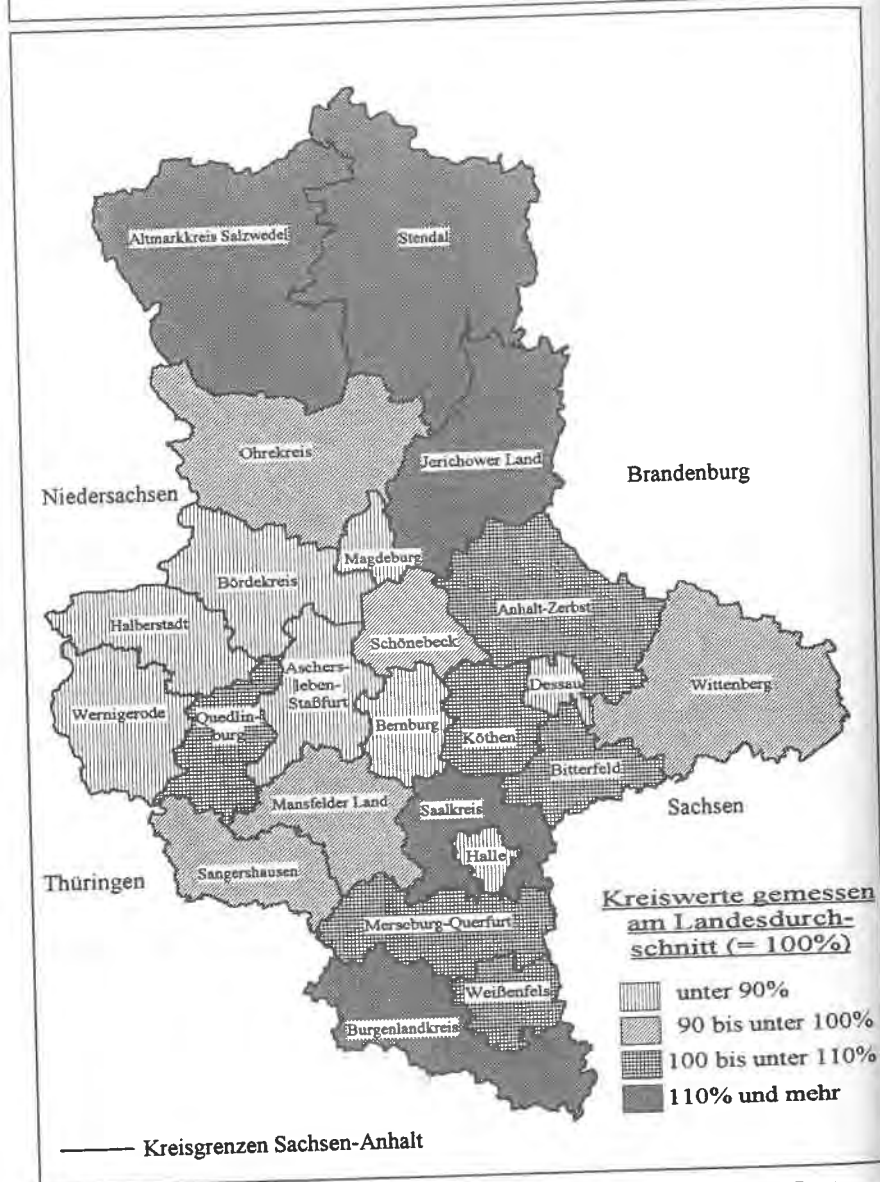 Altmarkkreis Salzwedel
Stendal
Ohrekreis
Jerichower Land
Niedersachsen
Brandenburg
Magdeburg
Bördekreis
Halberstadt
Anhalt-Zerbst
Schönebeck
Aschers-
leben-
Staßfurt
Wernigerode
Quedlin-
burg
Bernburg
Köthen
Dessau
Wittenberg
Bitterfeld
Mansfelder Land
Saalkreis
Sachsen
Halle
Thüringen
Sangershausen
Merseburg-Querfurt
Weißenfels
Burgenlandkreis
Kreiswerte gemessen
am Landesdurch-
schnitt (= 100%)
unter 90%
90 bis unter 100%
100 bis unter 110%
110% und mehr
Kreisgrenzen Sachsen-Anhalt